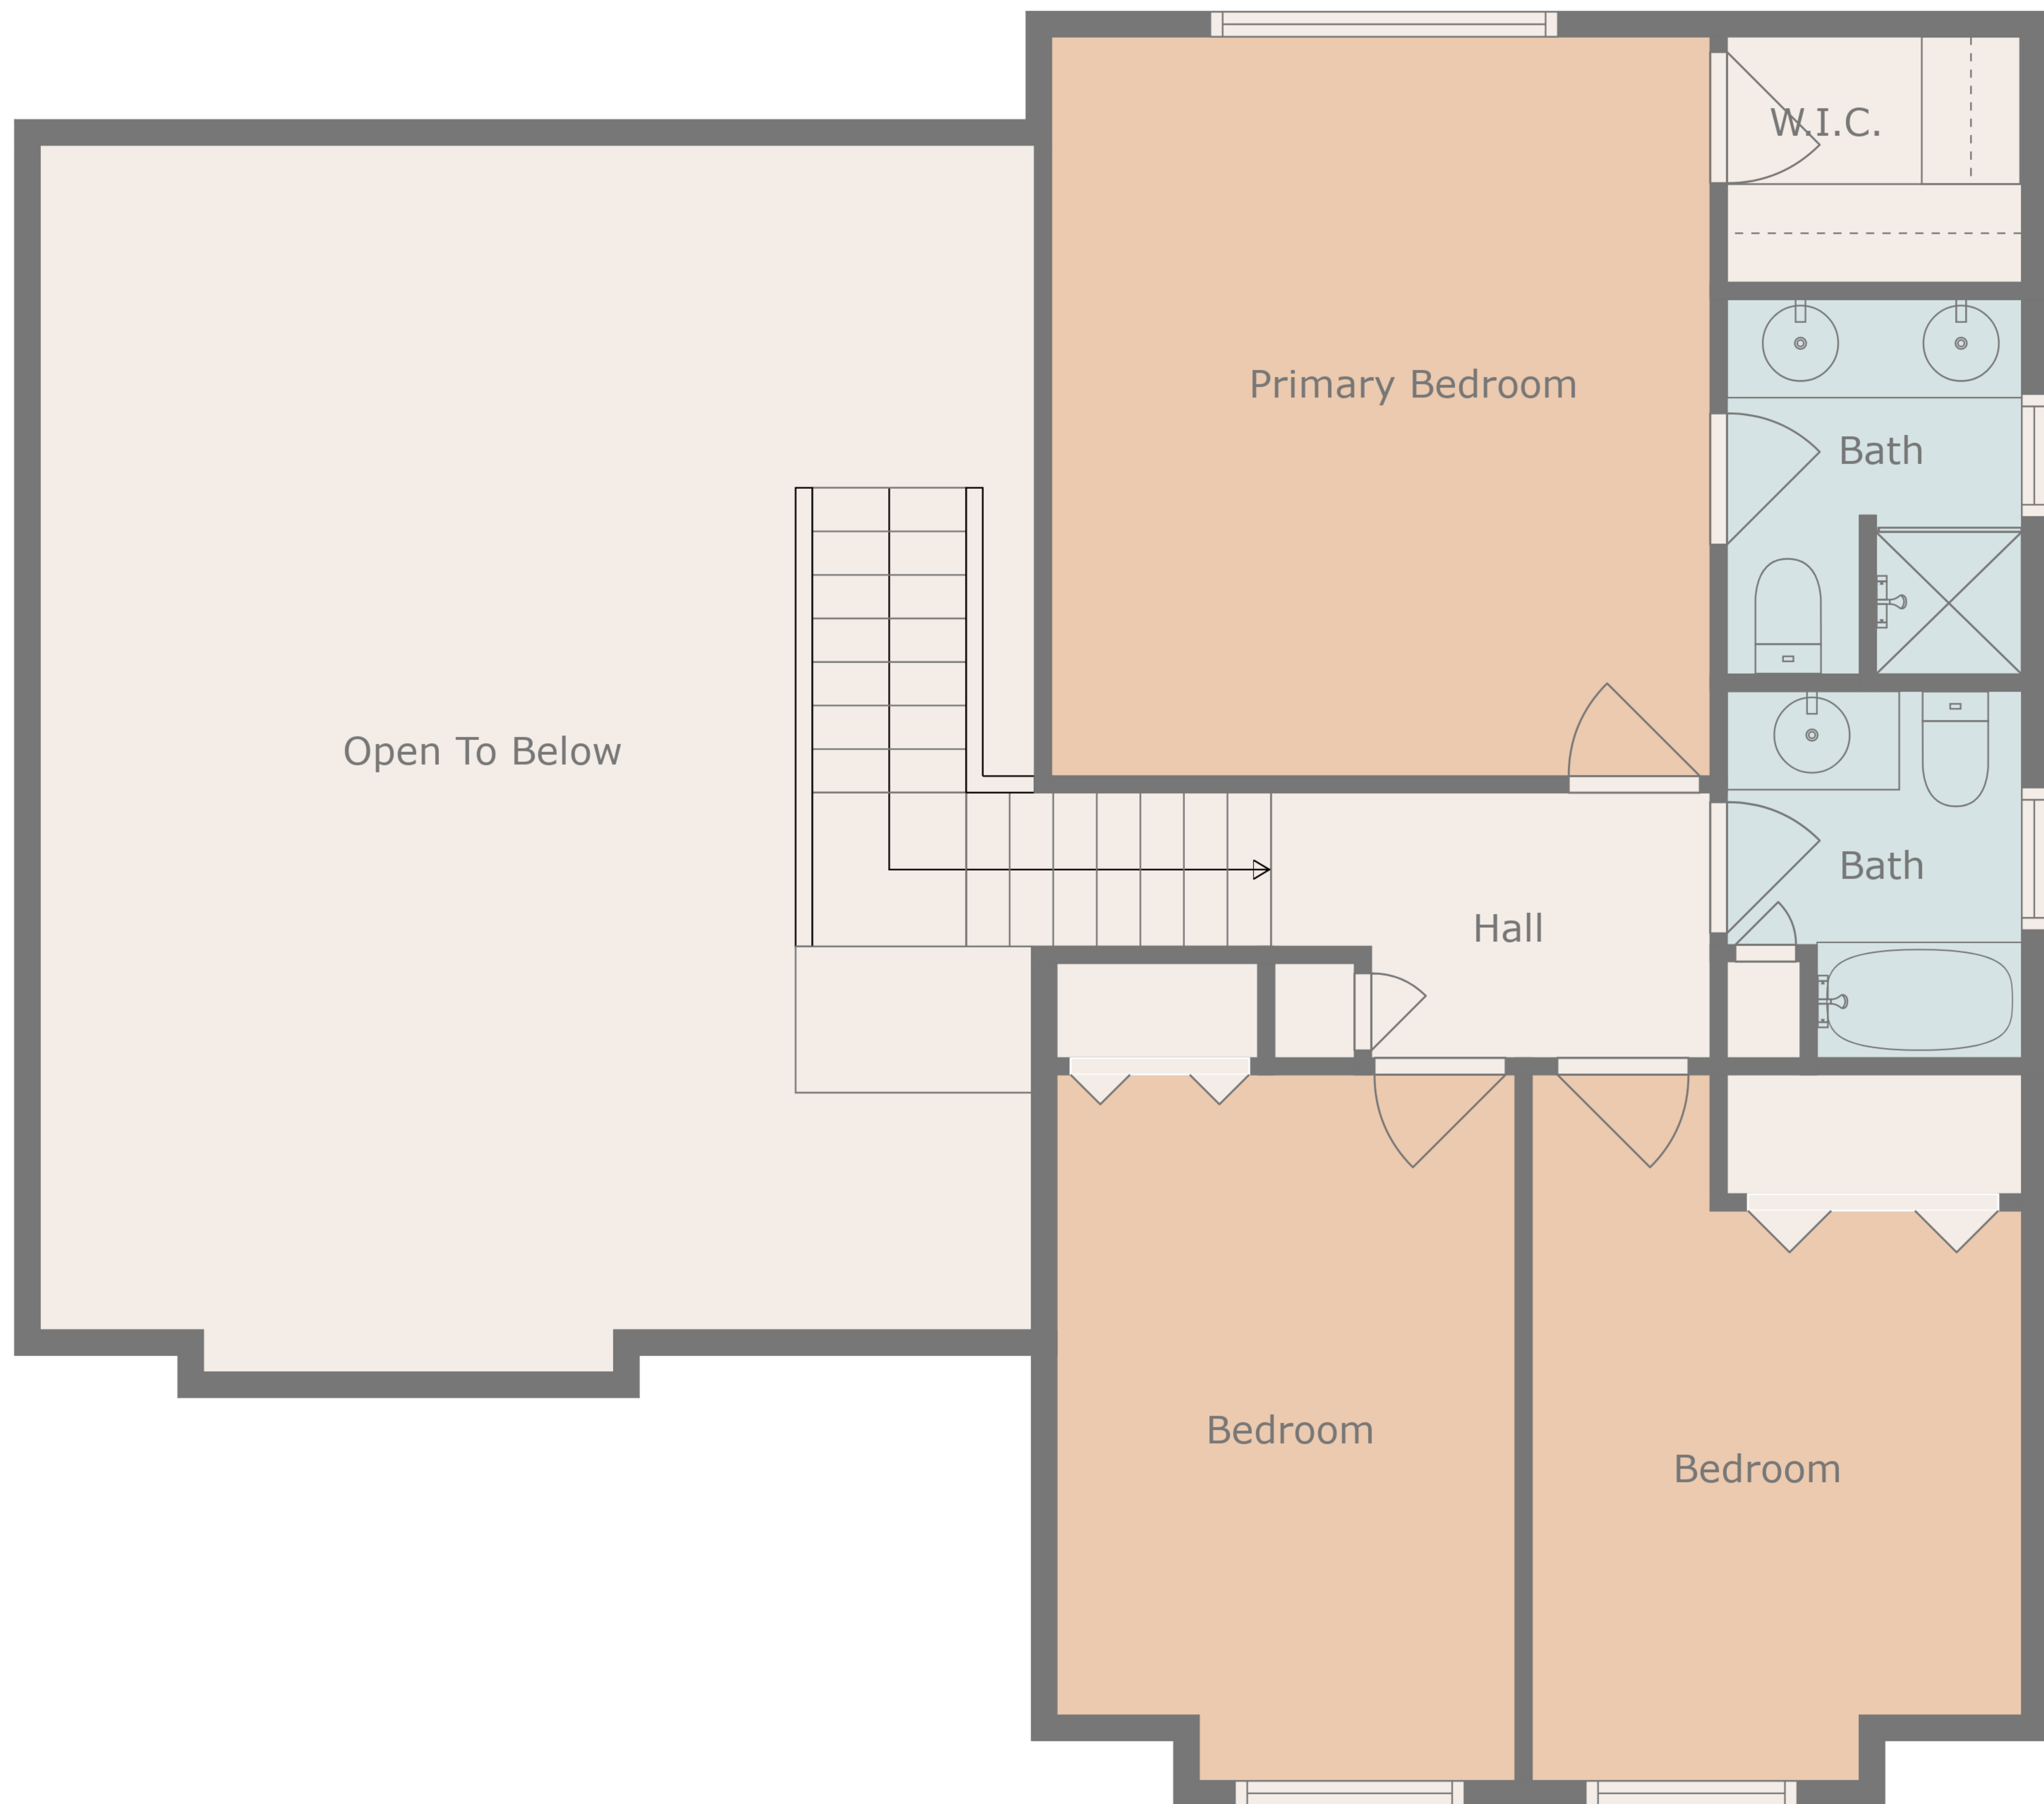 W.I.C.
Primary Bedroom
Bath
Open To Below
Bath
Hall
Bedroom
Bedroom